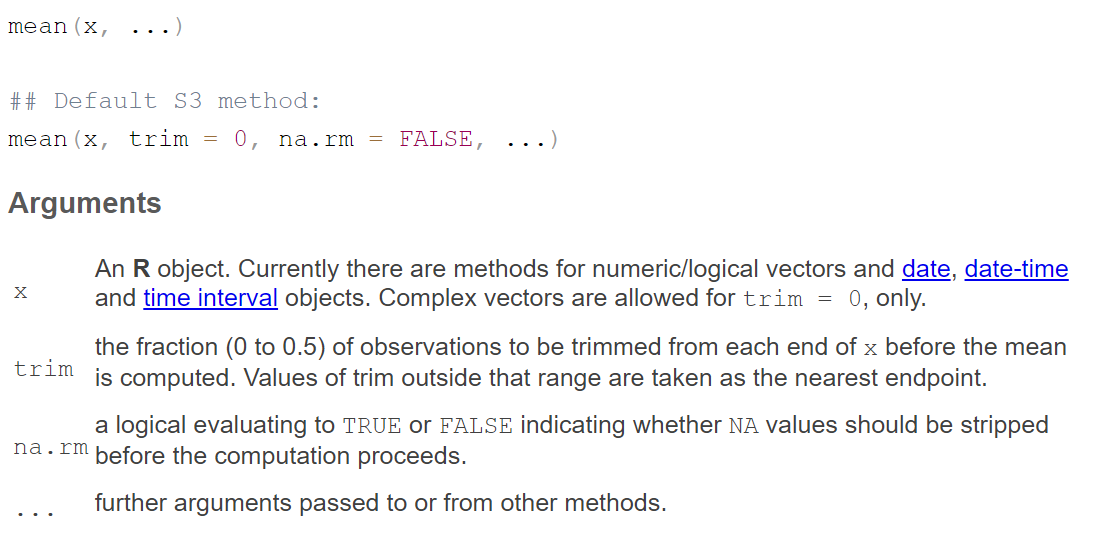 mean(x, ...)
## Default S3 method:
mean(x, trim = 0, na.rm = FALSE, ...)
Arguments
x
An R object. Currently there are methods for numeric/logical vectors and date, date-time
and time interval objects. Complex vectors are allowed for trim = 0, only.
trim
the fraction (0 to 0.5) of observations to be trimmed from each end of x before the mean
is computed. Values of trim outside that range are taken as the nearest endpoint.
na.rm
a logical evaluating to TRUE or FALSE indicating whether NA values should be stripped
before the computation proceeds.
...
further arguments passed to or from other methods.